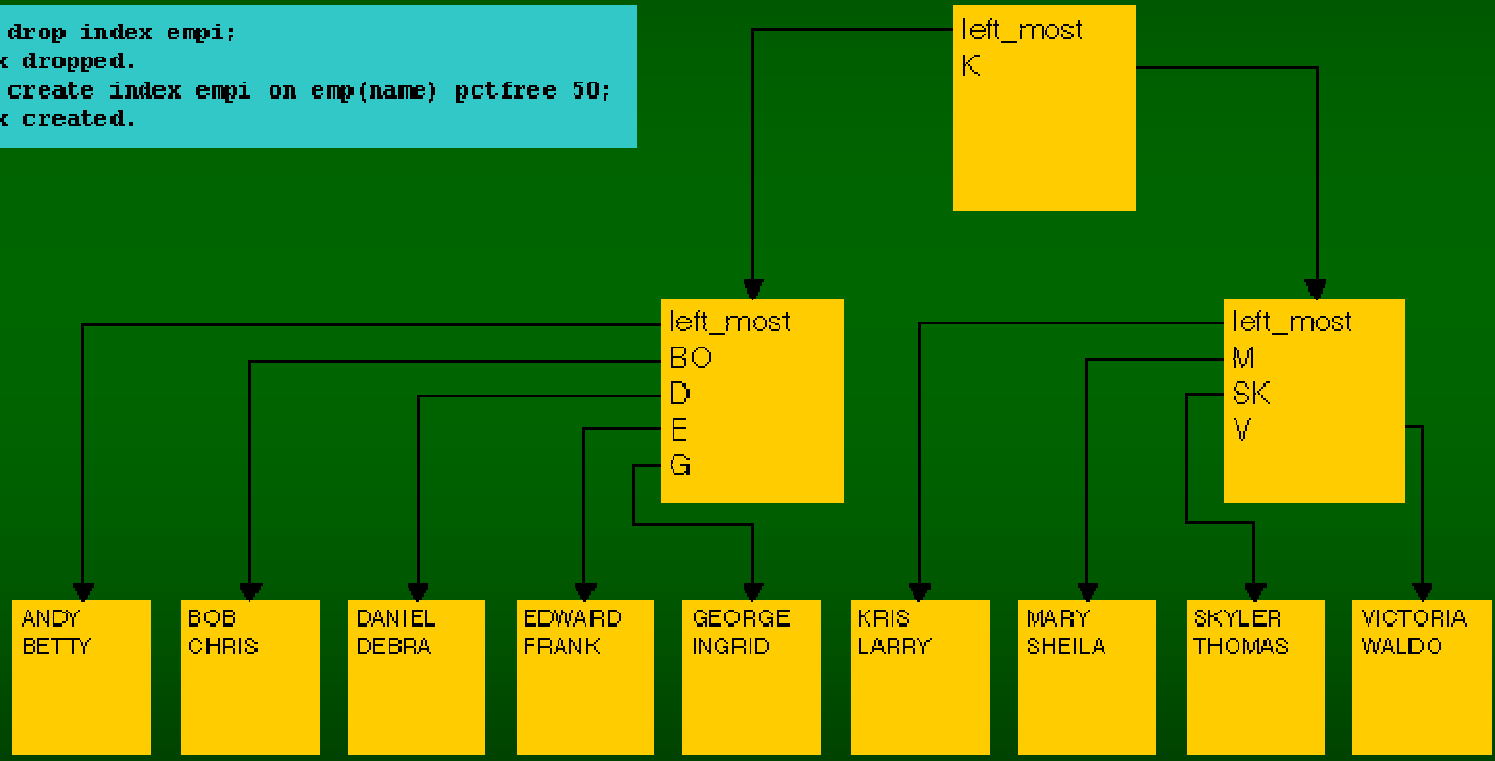 drop index empi;
x dropped.
create index empi on emp(name) pctfree 50;
x created.
left_most
K
left_most
BO
D
E
G
left_most
M
SK
V
ANDY
BETTY
BOB
CHRIS
DANIEL
DEBRA
EDWARD
FRANK
GEORGE
INGRID
KRIS
LARRY
MARY
SHEILA
SKYLER
THOMAS
VICTORIA
WALDO